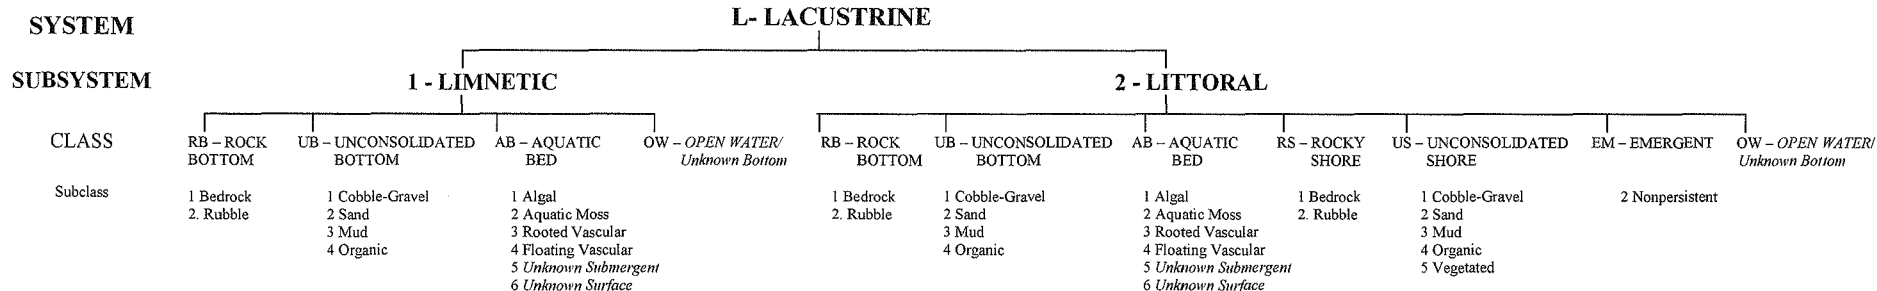 SYSTEM
L- LACUSTRINE
SUBSYSTEM
1 - LIMNETIC
2 - LITTORAL
CLASS
RB – ROCK
BOTTOM
UB – UNCONSOLIDATED
BOTTOM
AB – AQUATIC
BED
OW – OPEN WATER/
Unknown Bottom
RB – ROCK
BOTTOM
UB – UNCONSOLIDATED
BOTTOM
AB – AQUATIC
BED
RS – ROCKY
SHORE
US – UNCONSOLIDATED
SHORE
EM – EMERGENT
OW – OPEN WATER/
Unknown Bottom
Subclass
1 Bedrock
2. Rubble
1 Cobble-Gravel
2 Sand
3 Mud
4 Organic
1 Algal
2 Aquatic Moss
3 Rooted Vascular
4 Floating Vascular
5 Unknown Submergent
6 Unknown Surface
1 Bedrock
2. Rubble
1 Cobble-Gravel
2 Sand
3 Mud
4 Organic
1 Algal
2 Aquatic Moss
3 Rooted Vascular
4 Floating Vascular
5 Unknown Submergent
6 Unknown Surface
1 Bedrock
2. Rubble
1 Cobble-Gravel
2 Sand
3 Mud
4 Organic
5 Vegetated
2 Nonpersistent